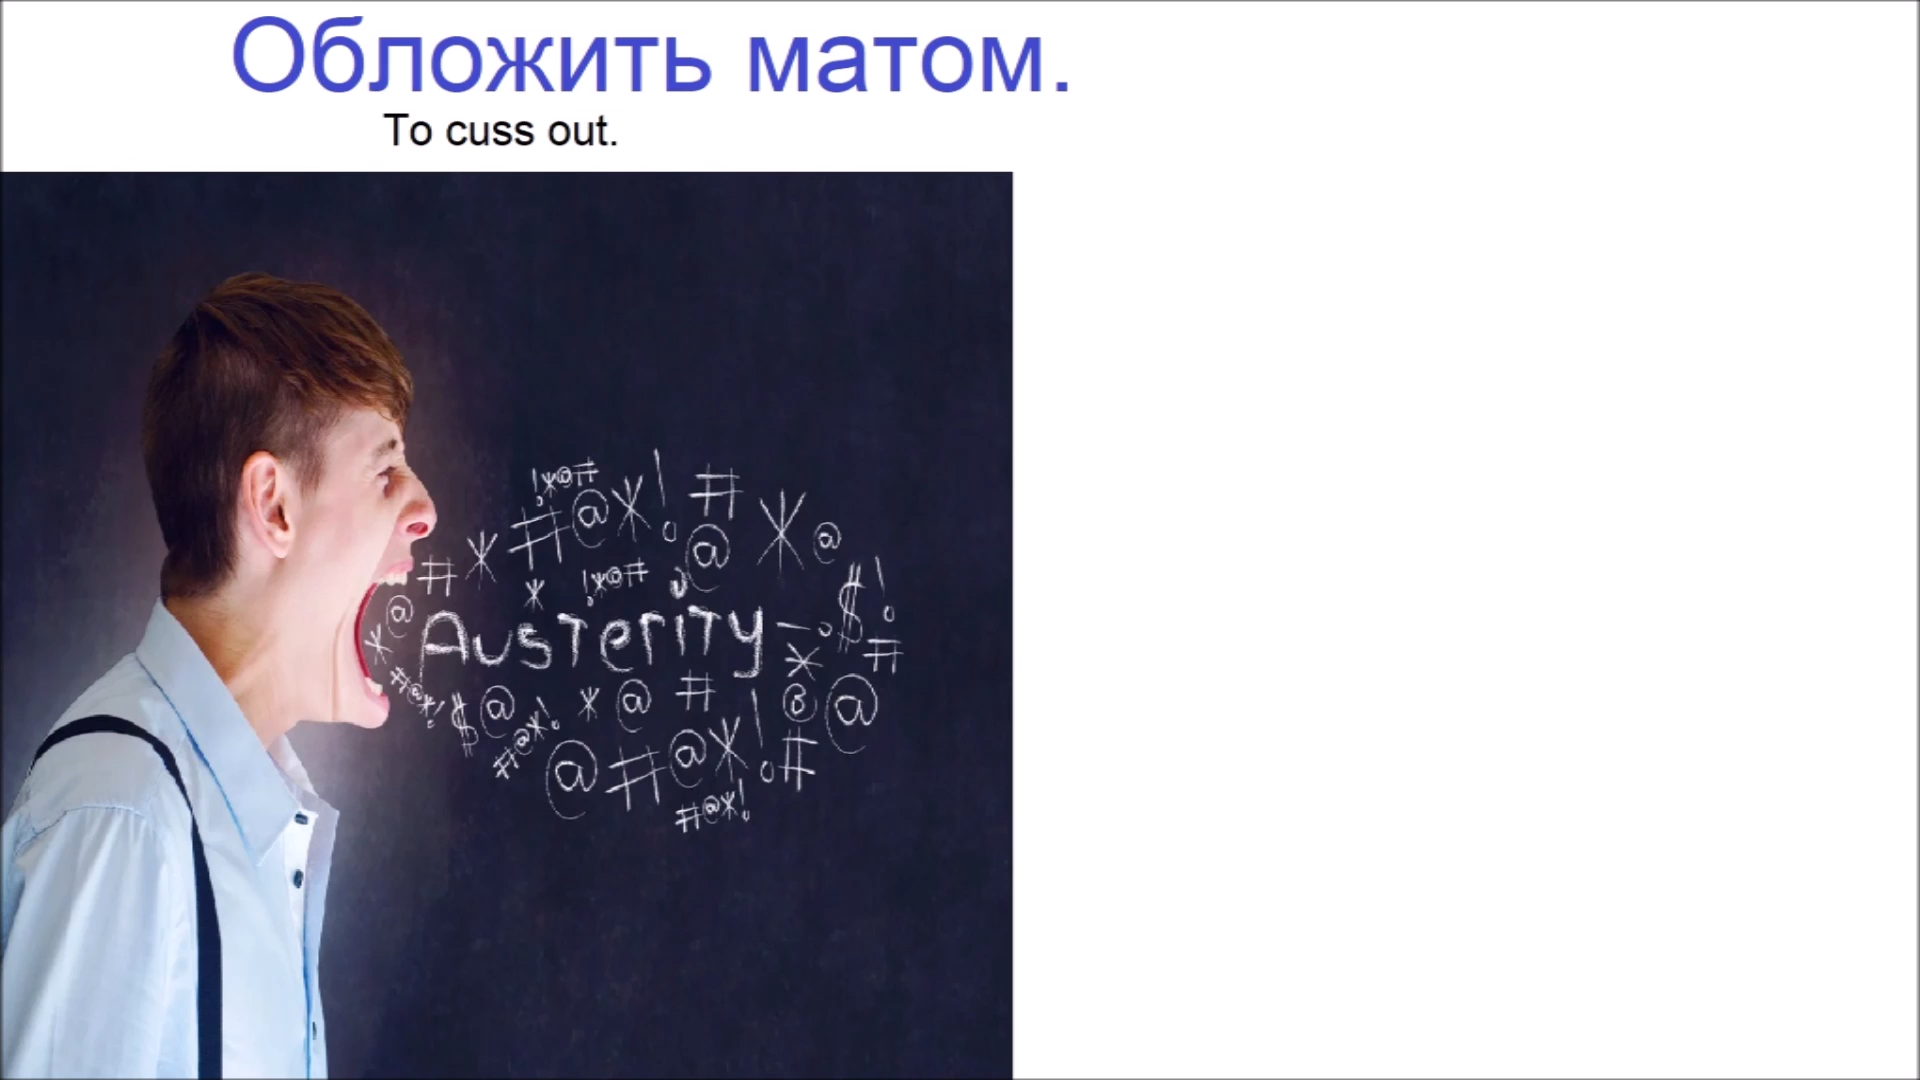 Обложить матом.
To cuss out.
!*@#
#@*! # * @
# * @
* !*@# $!
@ Austerity
* #
#@*! $@ * @ # @ @
#@*! @#@*! #
#@*!